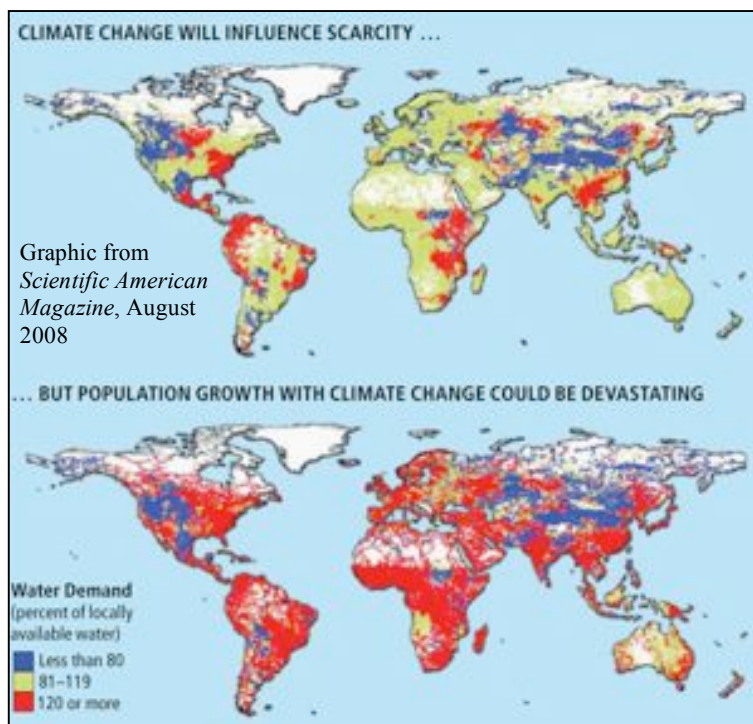 CLIMATE CHANGE WILL INFLUENCE SCARCITY ...
Graphic from
Scientific American
Magazine, August
2008
... BUT POPULATION GROWTH WITH CLIMATE CHANGE COULD BE DEVASTATING
Water Demand
(percent of locally
available water)
Less than 80
81–119
120 or more